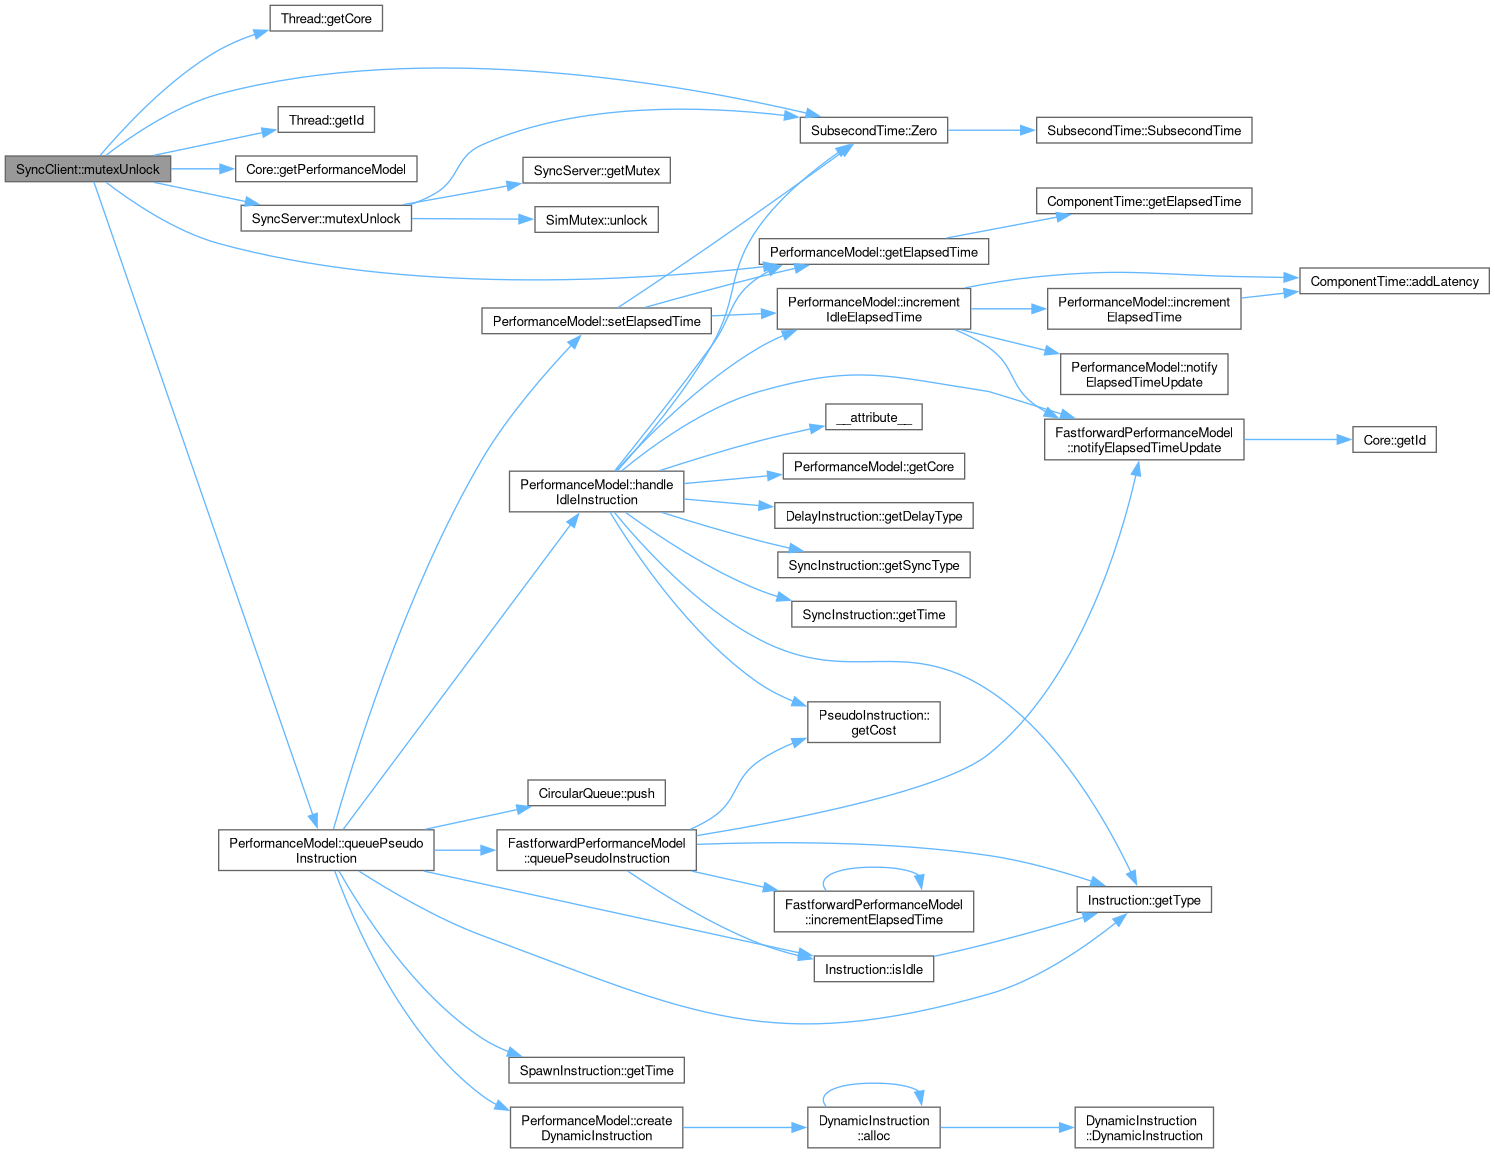 Thread::getCore
Thread::getId
SubsecondTime::Zero
SubsecondTime::SubsecondTime
SyncClient::mutexUnlock
Core::getPerformanceModel
SyncServer::getMutex
SyncServer::mutexUnlock
SimMutex::unlock
ComponentTime::getElapsedTime
PerformanceModel::getElapsedTime
ComponentTime::addLatency
PerformanceModel::increment
IdleElapsedTime
PerformanceModel::increment
ElapsedTime
PerformanceModel::setElapsedTime
PerformanceModel::notify
ElapsedTimeUpdate
__attribute__
FastforwardPerformanceModel
::notifyElapsedTimeUpdate
Core::getId
PerformanceModel::getCore
PerformanceModel::handle
IdleInstruction
DelayInstruction::getDelayType
SyncInstruction::getSyncType
SyncInstruction::getTime
PseudoInstruction::
getCost
CircularQueue::push
PerformanceModel::queuePseudo
Instruction
FastforwardPerformanceModel
::queuePseudoInstruction
FastforwardPerformanceModel
::incrementElapsedTime
Instruction::getType
Instruction::isIdle
SpawnInstruction::getTime
PerformanceModel::create
DynamicInstruction
DynamicInstruction
::alloc
DynamicInstruction
::DynamicInstruction